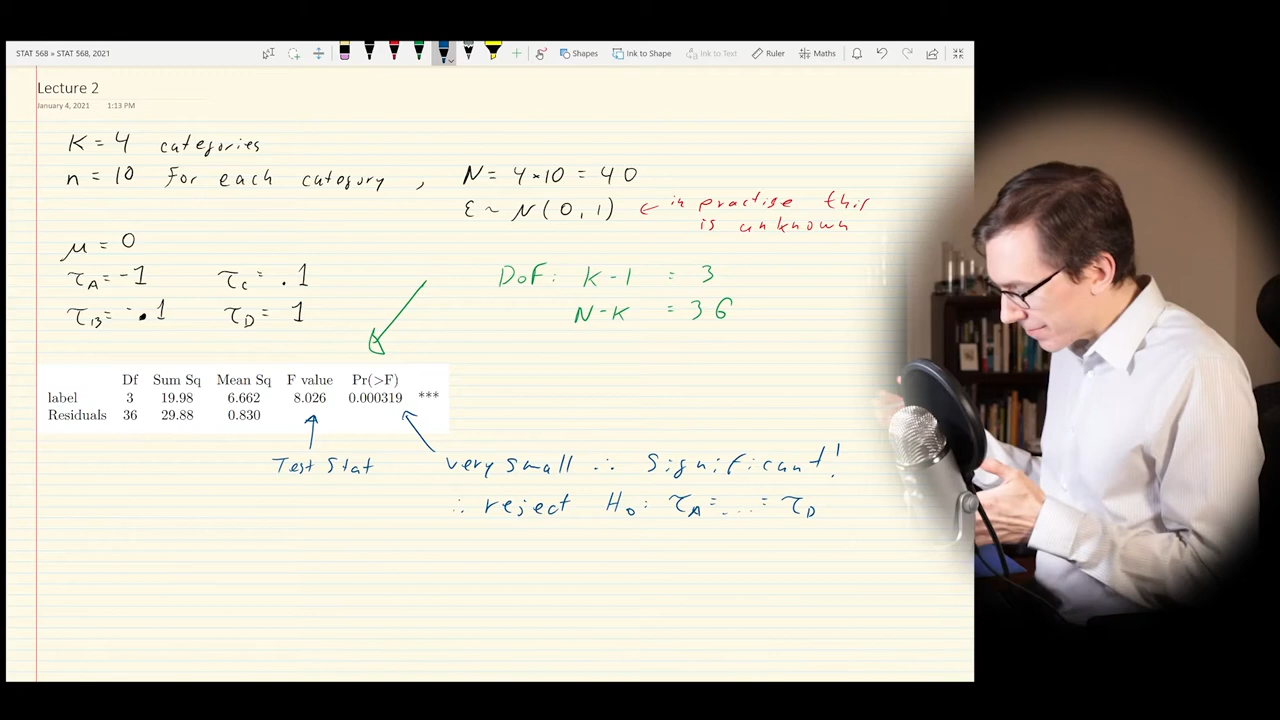 STAT 568 » STAT 568, 2021
Shapes Ink to Shape Ink to Text Ruler Maths
Lecture 2
January 4, 2021 1:13 PM
K = 4 categories
n = 10 for each category , N = 4×10 = 40
ε ~ N(0,1) ← in practise this
is unknown
μ = 0
τA = -1 τC = .1
τB = -.1 τD = 1
DoF: K-1 = 3
N-K = 36
Df Sum Sq Mean Sq F value Pr(>F)
label 3 19.98 6.662 8.026 0.000319 ***
Residuals 36 29.88 0.830
Test Stat
very small ∴ Significant!
∴ reject H0: τA = ... = τD